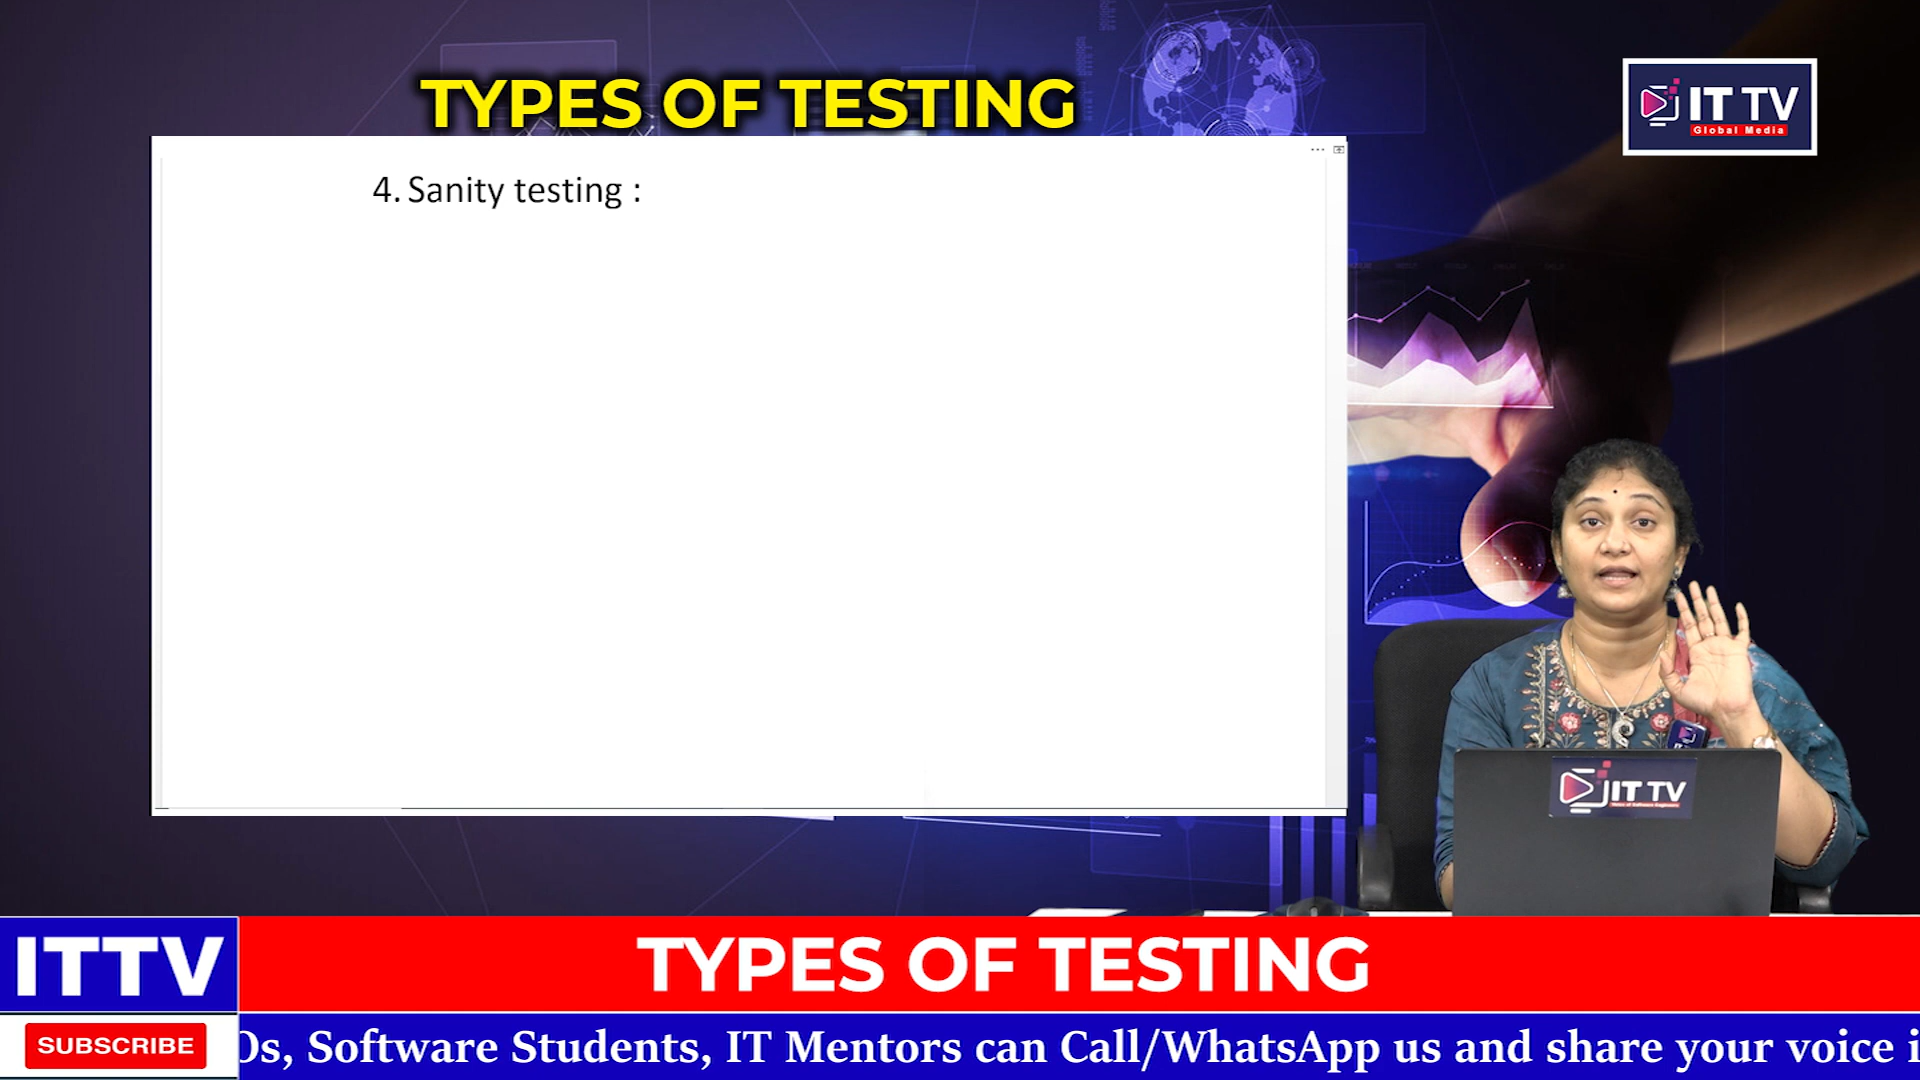 TYPES OF TESTING
IT TV
Global Media
4. Sanity testing :
IT TV
ITTV
TYPES OF TESTING
SUBSCRIBE
Os, Software Students, IT Mentors can Call/WhatsApp us and share your voice i